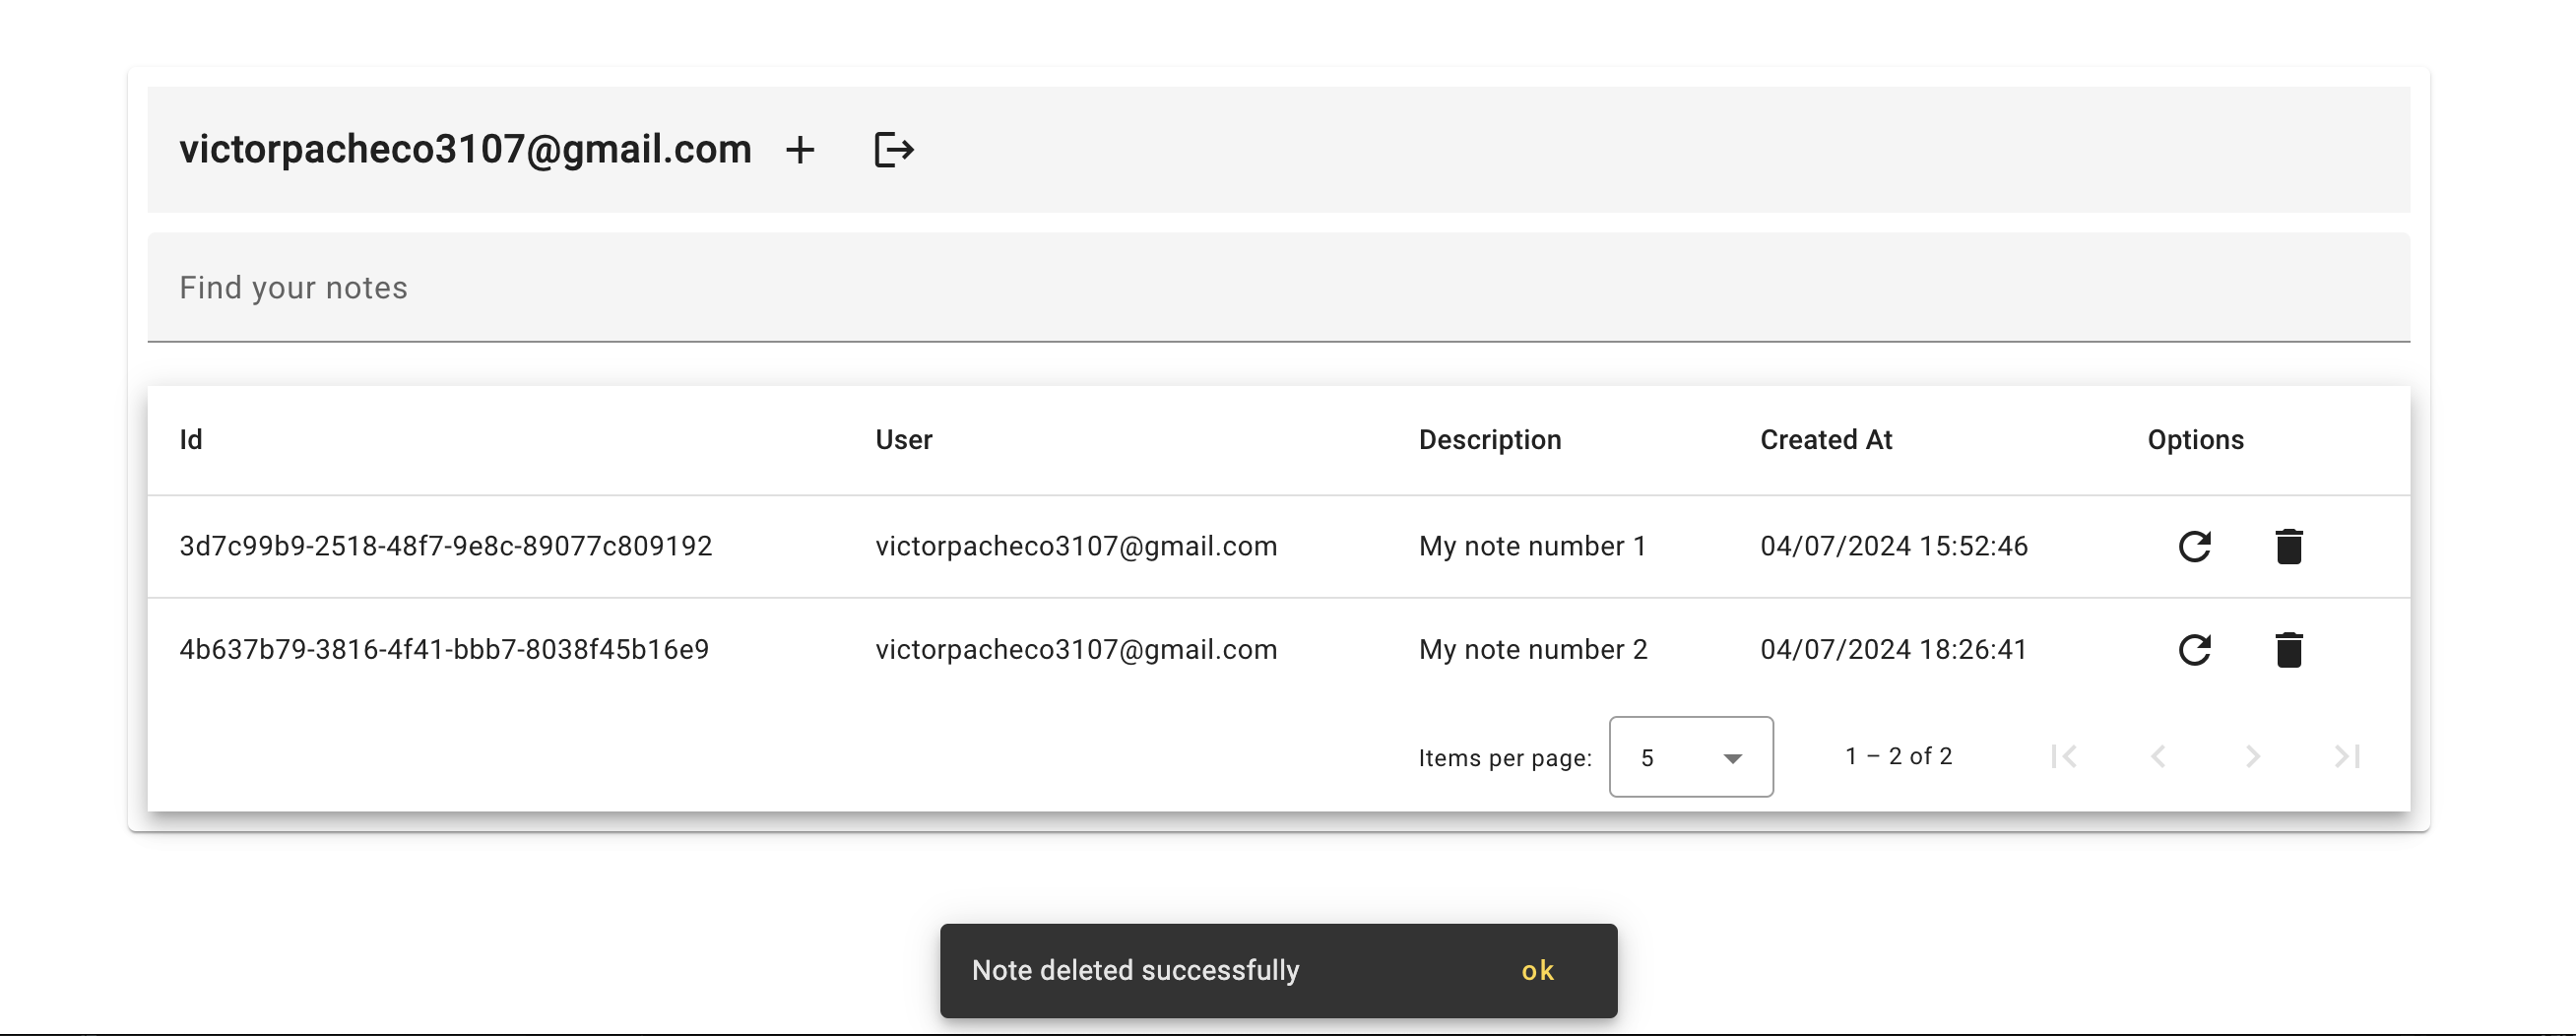 victorpacheco3107@gmail.com
Find your notes
Id User Description Created At Options
3d7c99b9-2518-48f7-9e8c-89077c809192 victorpacheco3107@gmail.com My note number 1 04/07/2024 15:52:46
4b637b79-3816-4f41-bbb7-8038f45b16e9 victorpacheco3107@gmail.com My note number 2 04/07/2024 18:26:41
Items per page: 5 1 – 2 of 2
Note deleted successfully ok